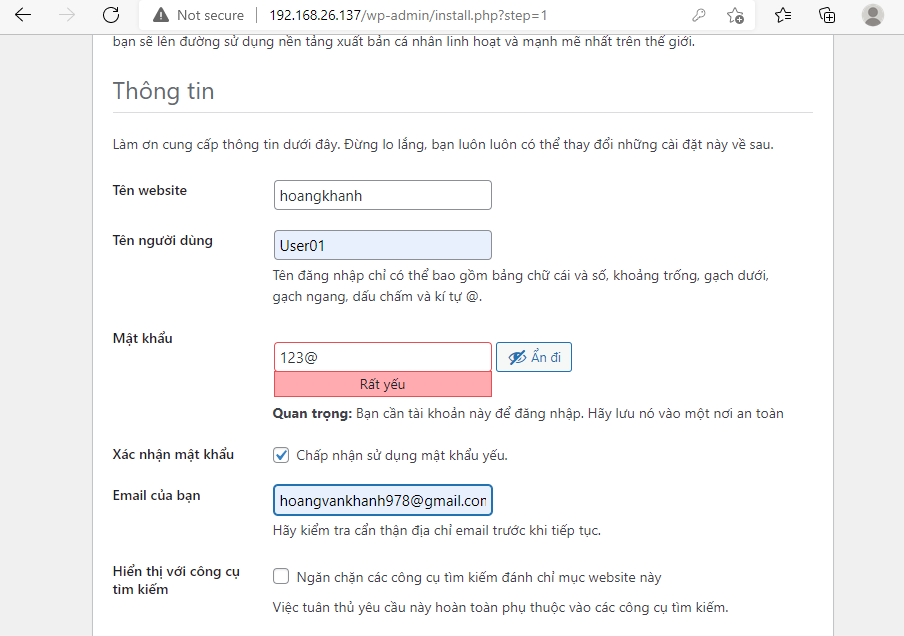 Not secure
192.168.26.137/wp-admin/install.php?step=1
bạn sẽ lên đường sử dụng nền tảng xuất bản cá nhân linh hoạt và mạnh mẽ nhất trên thế giới.
Thông tin
Làm ơn cung cấp thông tin dưới đây. Đừng lo lắng, bạn luôn luôn có thể thay đổi những cài đặt này về sau.
Tên website
hoangkhanh
Tên người dùng
User01
Tên đăng nhập chỉ có thể bao gồm bảng chữ cái và số, khoảng trống, gạch dưới,
gạch ngang, dấu chấm và kí tự @.
Mật khẩu
123@
Ẩn đi
Rất yếu
Quan trọng: Bạn cần tài khoản này để đăng nhập. Hãy lưu nó vào một nơi an toàn
Xác nhận mật khẩu
Chấp nhận sử dụng mật khẩu yếu.
Email của bạn
hoangvankhanh978@gmail.com
Hãy kiểm tra cẩn thận địa chỉ email trước khi tiếp tục.
Hiển thị với công cụ
tìm kiếm
Ngăn chặn các công cụ tìm kiếm đánh chỉ mục website này
Việc tuân thủ yêu cầu này hoàn toàn phụ thuộc vào các công cụ tìm kiếm.